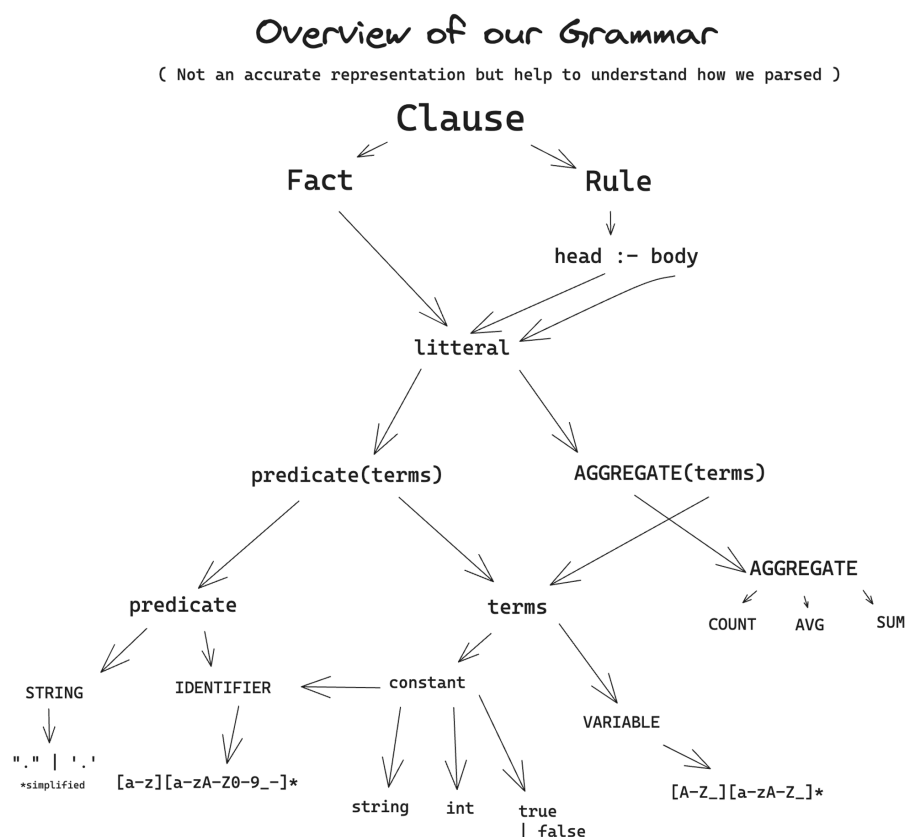 Overview of our Grammar
( Not an accurate representation but help to understand how we parsed )
Clause
Fact
Rule
head :- body
litteral
predicate(terms)
AGGREGATE(terms)
AGGREGATE
COUNT
AVG
SUM
predicate
terms
STRING
IDENTIFIER
constant
VARIABLE
"." | '.'
*simplified
[a-z][a-zA-Z0-9_-]*
string
int
true
| false
[A-Z_][a-zA-Z_]*